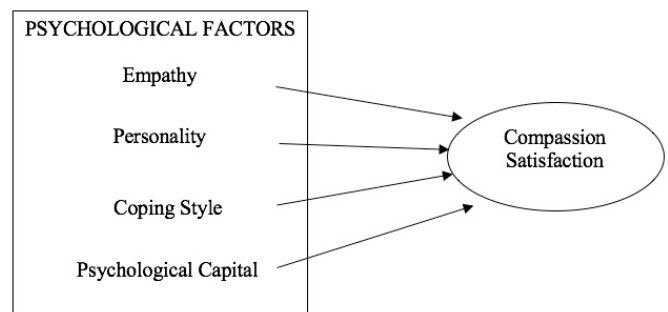 PSYCHOLOGICAL FACTORS
Empathy
Personality
Coping Style
Psychological Capital
Compassion
Satisfaction